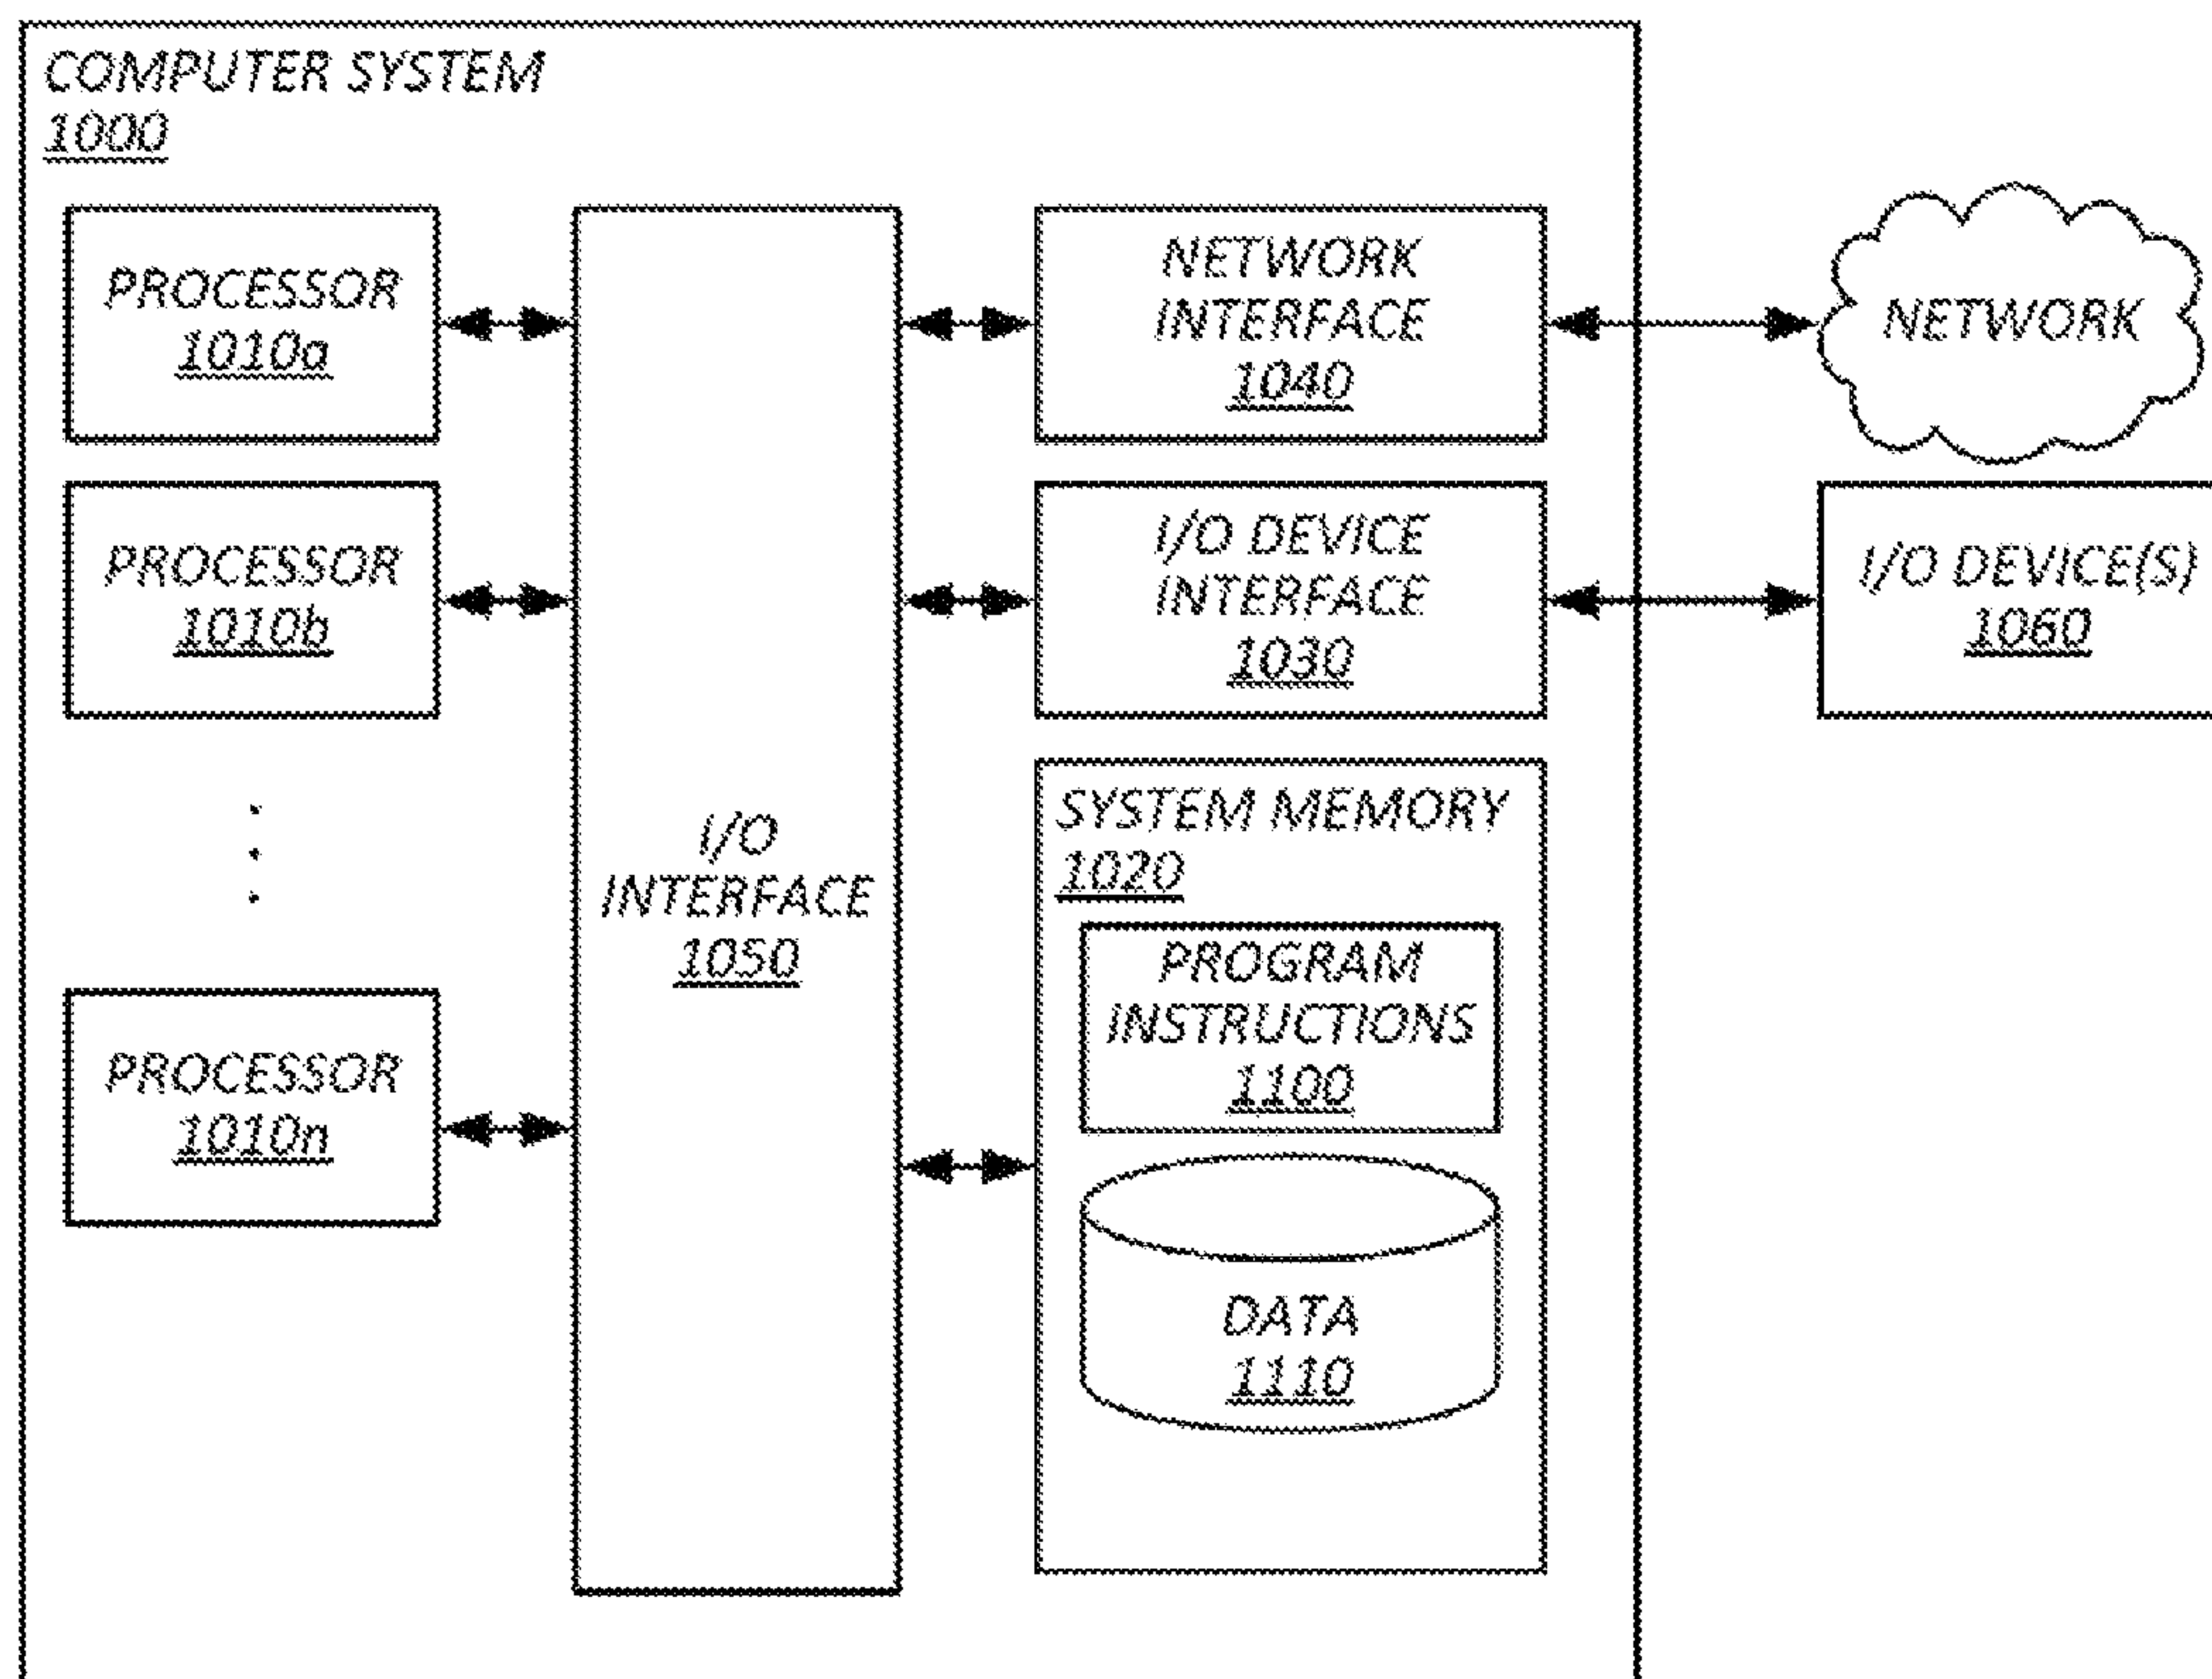 COMPUTER SYSTEM
1000
PROCESSOR
1010a
PROCESSOR
1010b
PROCESSOR
1010n
I/O
INTERFACE
1050
NETWORK
INTERFACE
1040
I/O DEVICE
INTERFACE
1030
SYSTEM MEMORY
1020
PROGRAM
INSTRUCTIONS
1100
DATA
1110
NETWORK
I/O DEVICE(S)
1060